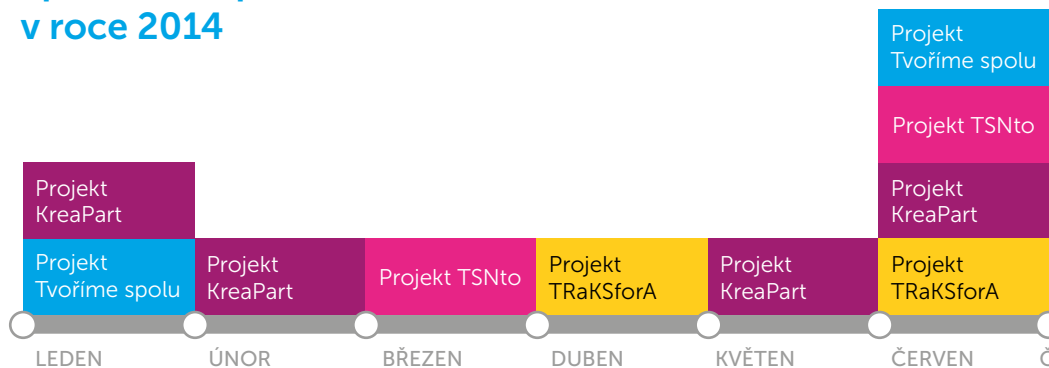 v roce 2014
Projekt
Tvoříme spolu
Projekt TSNto
Projekt
KreaPart
Projekt
KreaPart
Projekt
Tvoříme spolu
Projekt
KreaPart
Projekt TSNto
Projekt
TRaKSforA
Projekt
KreaPart
Projekt
TRaKSforA
LEDEN
ÚNOR
BŘEZEN
DUBEN
KVĚTEN
ČERVEN